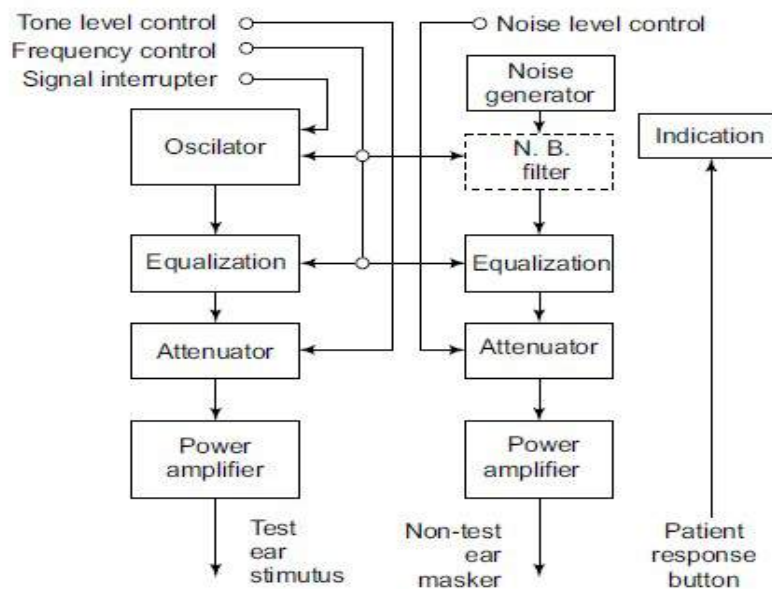 Tone level control
Frequency control
Signal interrupter
Noise level control
Noise
generator
Oscilator
N. B.
filter
Indication
Equalization
Equalization
Attenuator
Attenuator
Power
amplifier
Power
amplifier
Test
ear
stimutus
Non-test
ear
masker
Patient
response
button